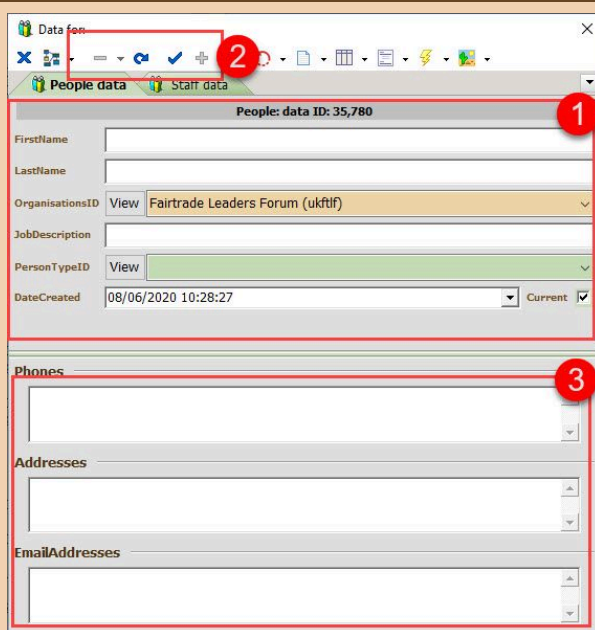 Data for
2
People data Staff data
People: data ID: 35,780
1
FirstName
LastName
OrganisationsID View Fairtrade Leaders Forum (ukftlf)
JobDescription
PersonTypeID View
DateCreated 08/06/2020 10:28:27 Current
Phones
3
Addresses
EmailAddresses